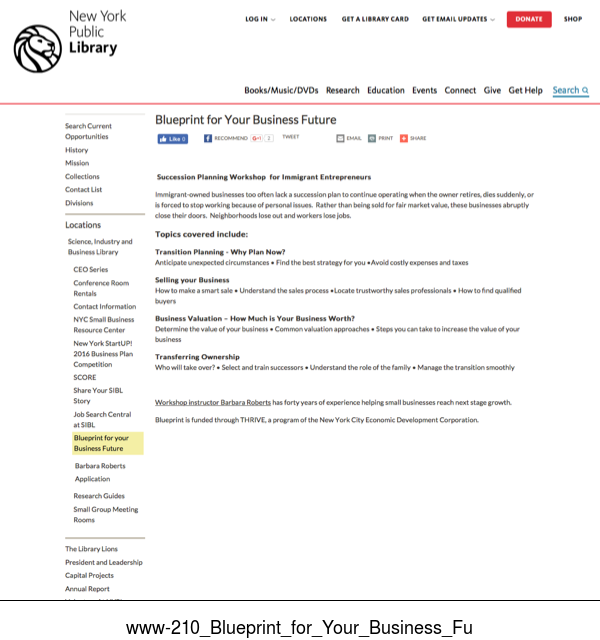 New York
Public
Library
LOG IN
LOCATIONS
GET A LIBRARY CARD
GET EMAIL UPDATES
DONATE
SHOP
Books/Music/DVDs Research Education Events Connect Give Get Help Search
Search Current
Opportunities
History
Mission
Collections
Contact List
Divisions
Locations
Science, Industry and
Business Library
CEO Series
Conference Room
Rentals
Contact Information
NYC Small Business
Resource Center
New York StartUP!
2016 Business Plan
Competition
SCORE
Share Your SIBL
Story
Job Search Central
at SIBL
Blueprint for your
Business Future
Barbara Roberts
Application
Research Guides
Small Group Meeting
Rooms
The Library Lions
President and Leadership
Capital Projects
Annual Report
Blueprint for Your Business Future
Like 0
RECOMMEND
TWEET
EMAIL
PRINT
SHARE
Succession Planning Workshop for Immigrant Entrepreneurs
Immigrant-owned businesses too often lack a succession plan to continue operating when the owner retires, dies suddenly, or
is forced to stop working because of personal issues. Rather than being sold for fair market value, these businesses abruptly
close their doors. Neighborhoods lose out and workers lose jobs.
Topics covered include:
Transition Planning - Why Plan Now?
Anticipate unexpected circumstances • Find the best strategy for you •Avoid costly expenses and taxes
Selling your Business
How to make a smart sale • Understand the sales process •Locate trustworthy sales professionals • How to find qualified
buyers
Business Valuation – How Much is Your Business Worth?
Determine the value of your business • Common valuation approaches • Steps you can take to increase the value of your
business
Transferring Ownership
Who will take over? • Select and train successors • Understand the role of the family • Manage the transition smoothly
Workshop instructor Barbara Roberts has forty years of experience helping small businesses reach next stage growth.
Blueprint is funded through THRIVE, a program of the New York City Economic Development Corporation.
www-210_Blueprint_for_Your_Business_Fu